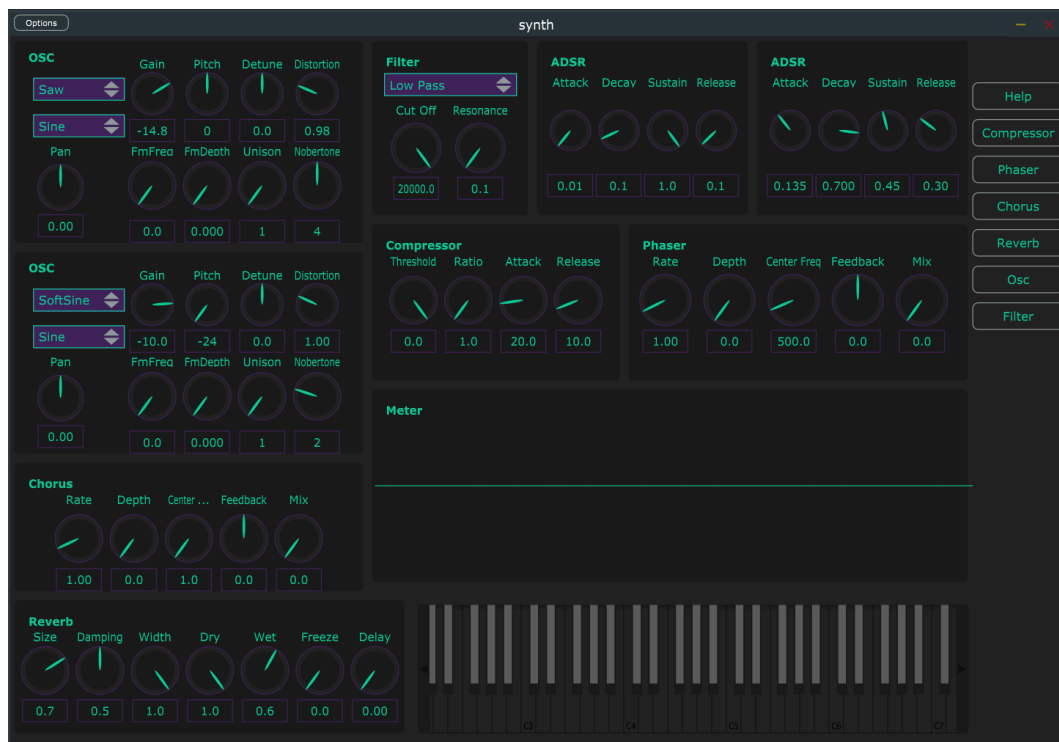 Options
synth
OSC
Gain Pitch Detune Distortion
Saw
Sine
-14.8 0 0.0 0.98
Pan FmFreq FmDepth Unison Nobertone
0.00
0.0 0.000 1 4
OSC
Gain Pitch Detune Distortion
SoftSine
Sine
-10.0 -24 0.0 1.00
Pan FmFreq FmDepth Unison Nobertone
0.00
0.0 0.000 1 2
Chorus
Rate Depth Center ... Feedback Mix
1.00 0.0 1.0 0.0 0.0
Reverb
Size Damping Width Dry Wet Freeze Delay
0.7 0.5 1.0 1.0 0.6 0.0 0.00
Filter
Low Pass
Cut Off Resonance
20000.0 0.1
ADSR
Attack Decay Sustain Release
0.01 0.1 1.0 0.1
ADSR
Attack Decay Sustain Release
0.135 0.700 0.45 0.30
Compressor
Threshold Ratio Attack Release
0.0 1.0 20.0 10.0
Phaser
Rate Depth Center Freq Feedback Mix
1.00 0.0 500.0 0.0 0.0
Meter
C3 C4 C5 C6 C7
Help
Compressor
Phaser
Chorus
Reverb
Osc
Filter